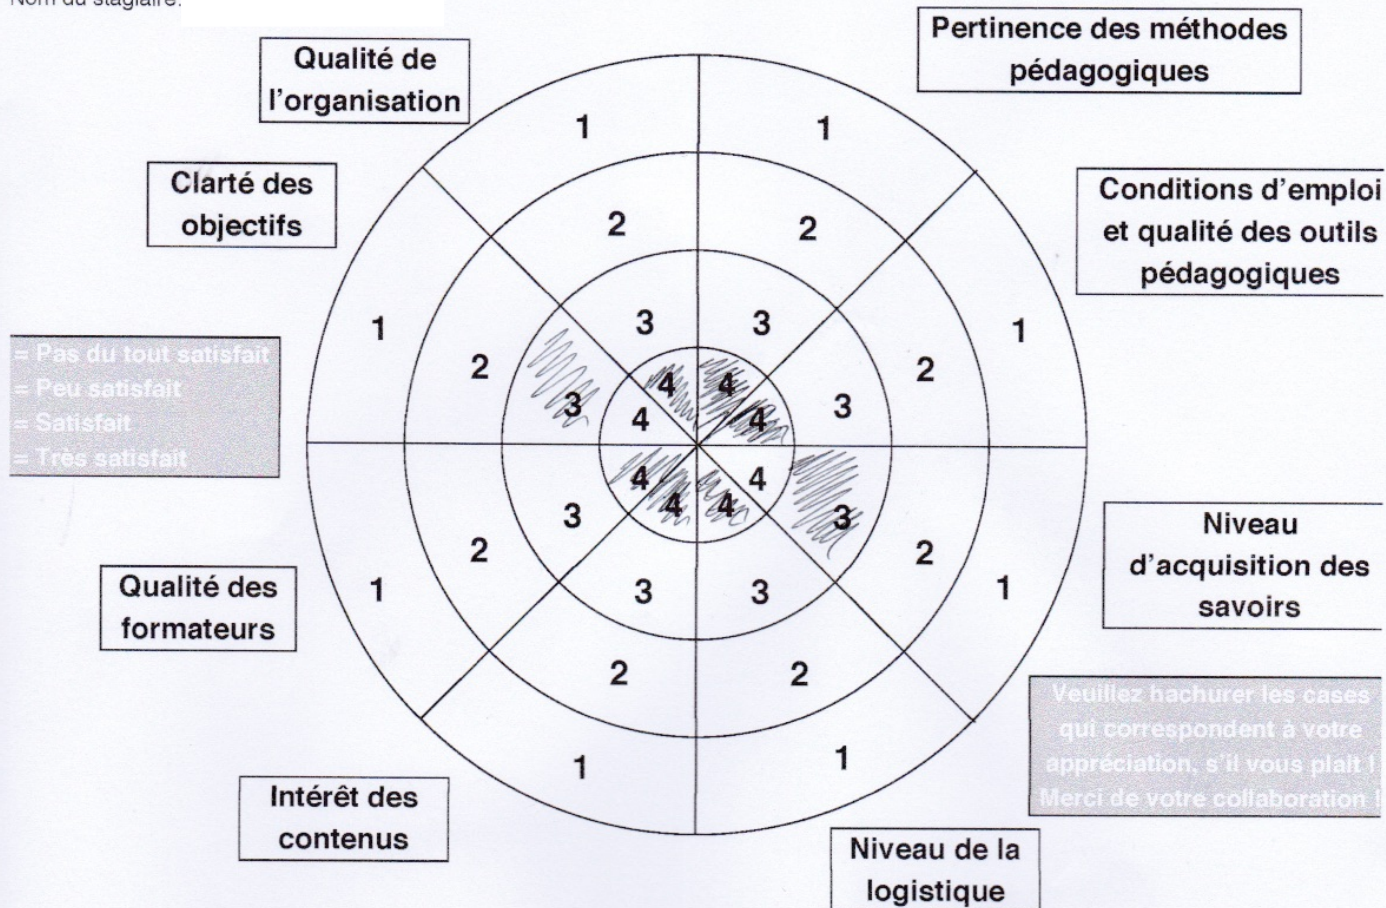 Nom du stagiaire:
Pertinence des méthodes
pédagogiques
Qualité de
l'organisation
1
1
Clarté des
objectifs
Conditions d'emploi
et qualité des outils
pédagogiques
2
2
1
3
3
1
= Pas du tout satisfait
= Peu satisfait
= Satisfait
= Très satisfait
2
2
4
4
3
4
4
3
4
4
3
4
4
3
Niveau
d'acquisition des
savoirs
2
2
Qualité des
formateurs
1
3
3
1
2
2
Veuillez hachurer les cases
qui correspondent à votre
appréciation, s'il vous plait !
Merci de votre collaboration !
1
1
Intérêt des
contenus
Niveau de la
logistique